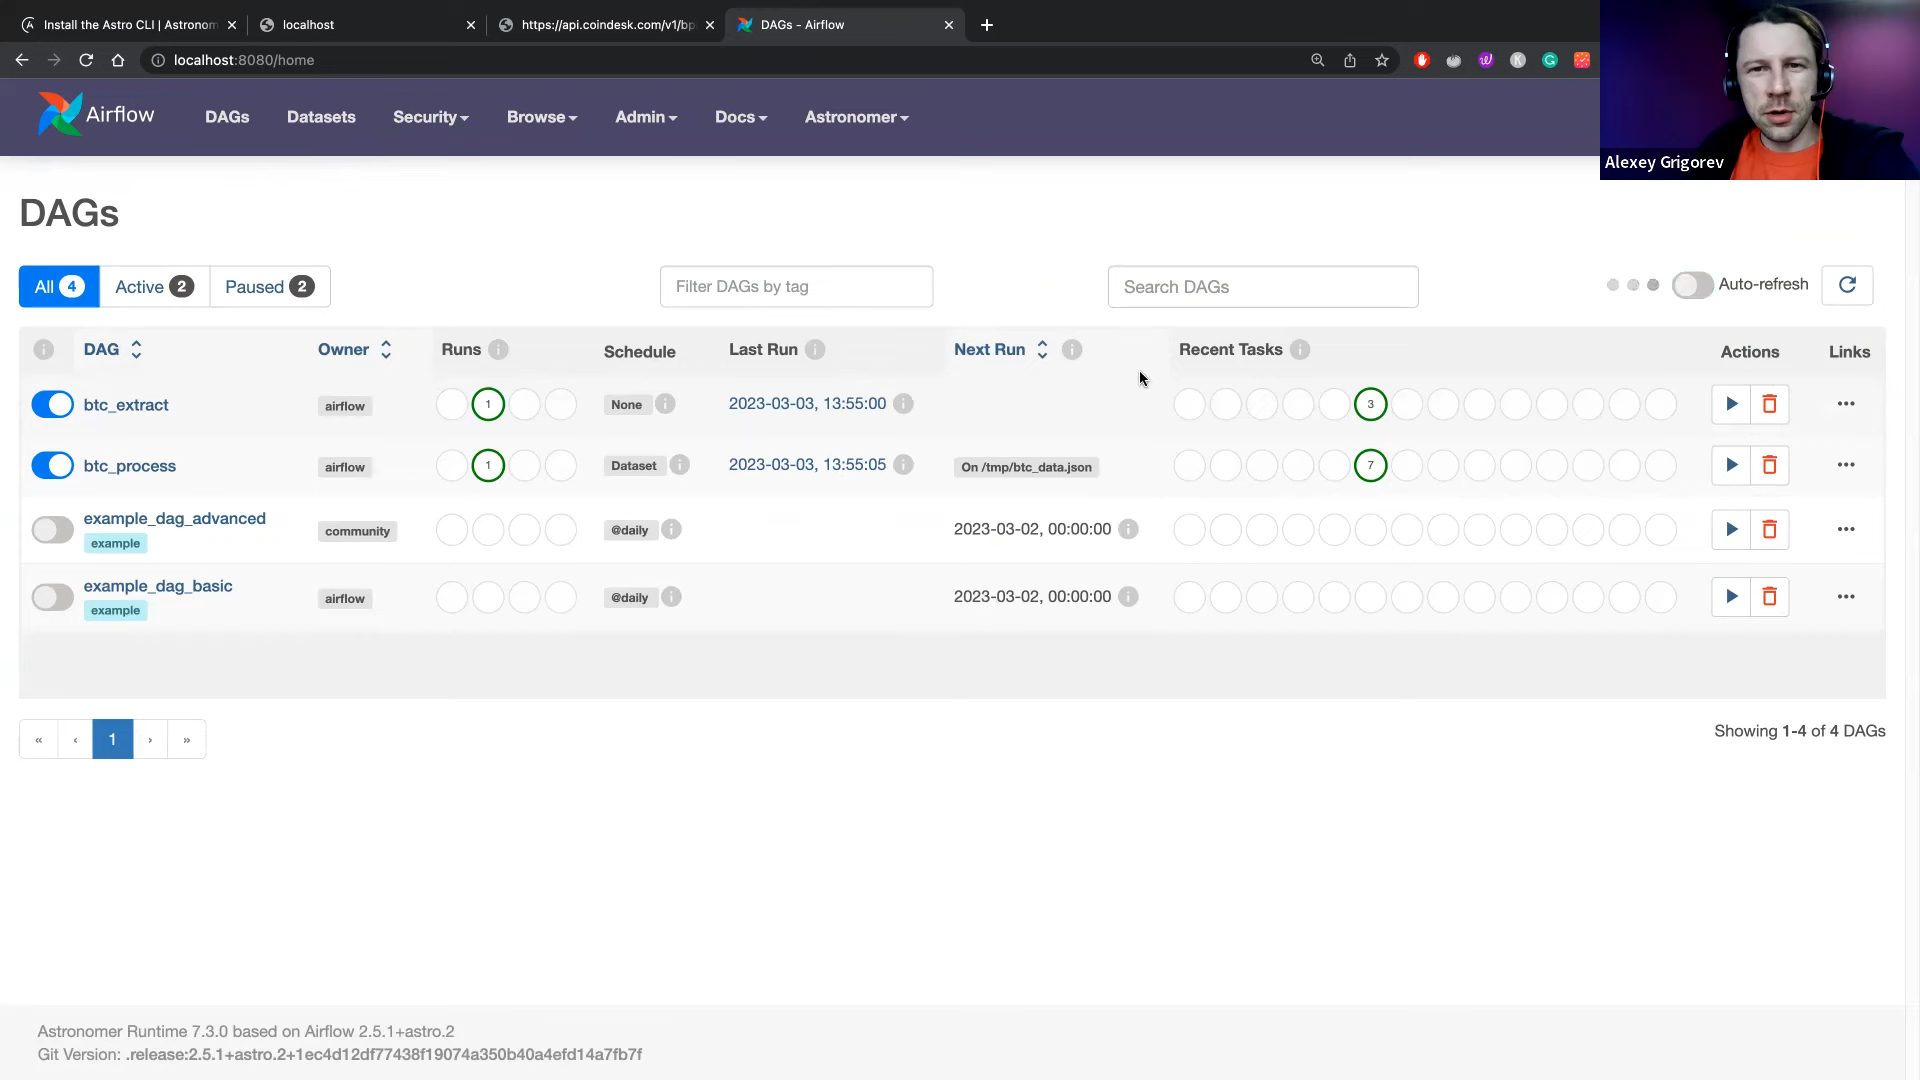 Install the Astro CLI | Astronom
localhost
https://api.coindesk.com/v1/bp
DAGs - Airflow
localhost:8080/home
Alexey Grigorev
Airflow
DAGs
Datasets
Security
Browse
Admin
Docs
Astronomer
DAGs
All 4
Active 2
Paused 2
Filter DAGs by tag
Search DAGs
Auto-refresh
DAG Owner Runs Schedule Last Run Next Run Recent Tasks Actions Links
btc_extract airflow 1 None 2023-03-03, 13:55:00 3
btc_process airflow 1 Dataset 2023-03-03, 13:55:05 On /tmp/btc_data.json 7
example_dag_advanced community @daily 2023-03-02, 00:00:00
example
example_dag_basic airflow @daily 2023-03-02, 00:00:00
example
« ‹ 1 › »
Showing 1-4 of 4 DAGs
Astronomer Runtime 7.3.0 based on Airflow 2.5.1+astro.2
Git Version: .release:2.5.1+astro.2+1ec4d12df77438f19074a350b40a4efd14a7fb7f